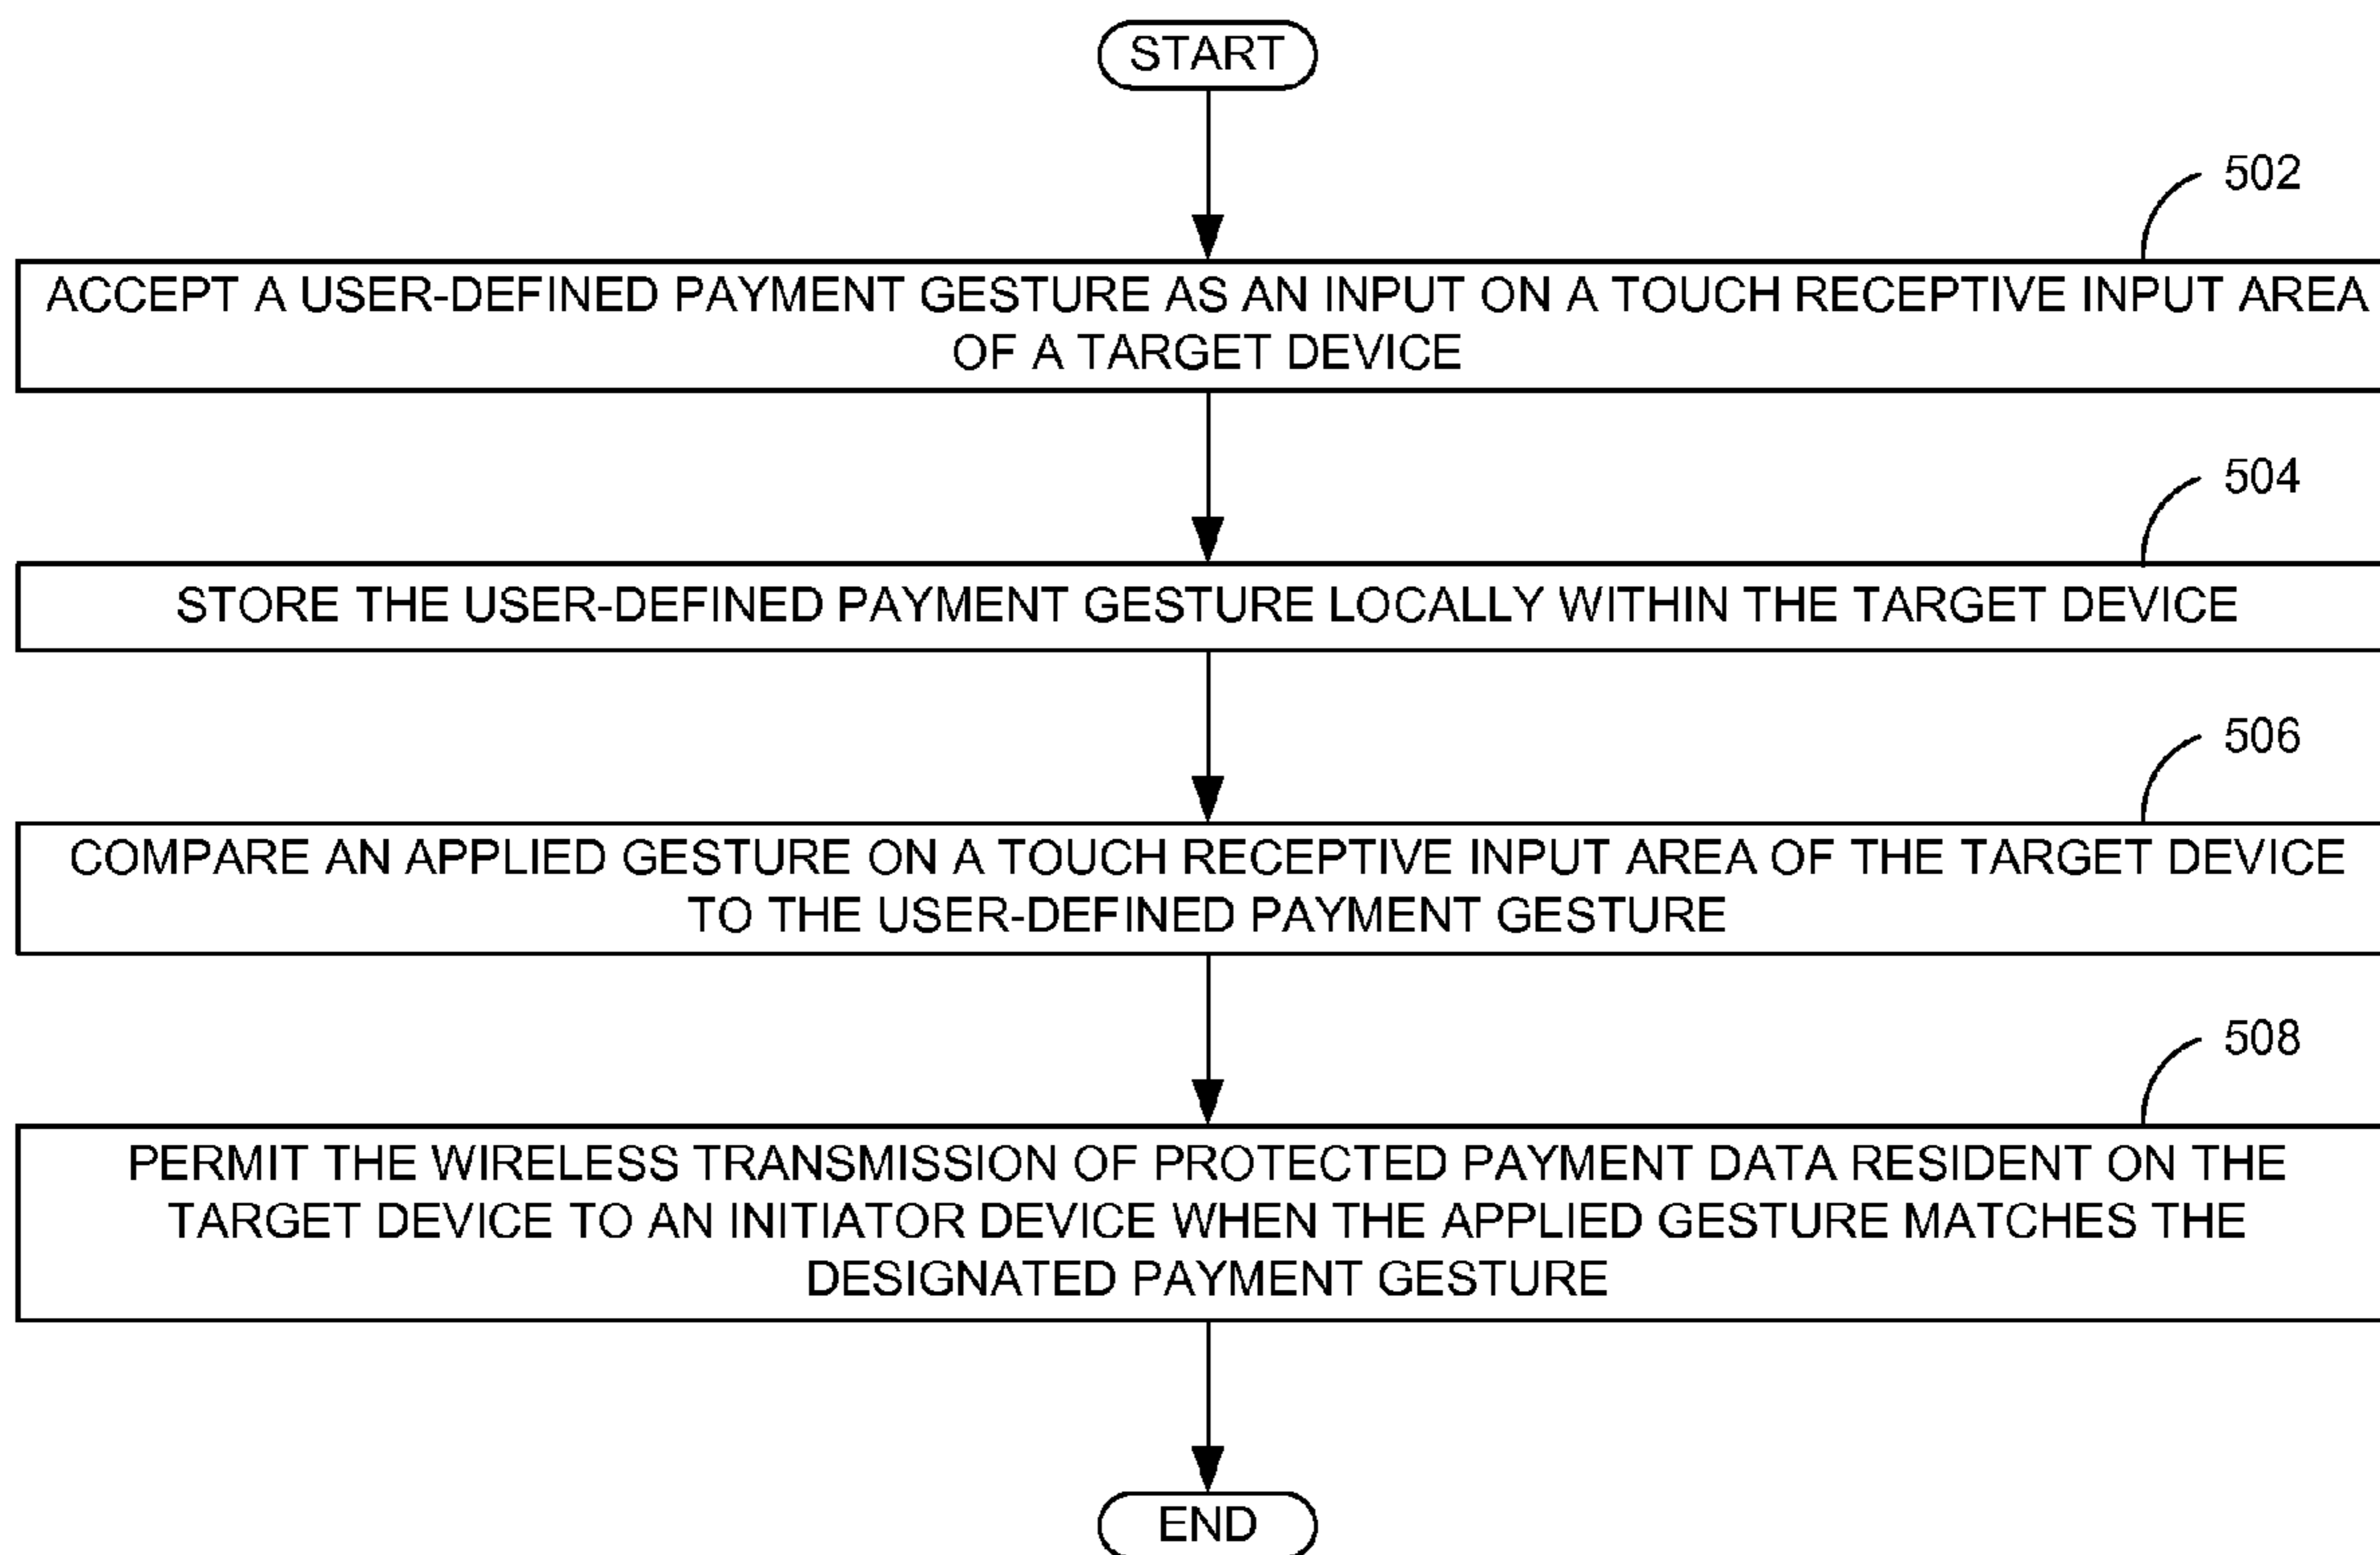 START
502
ACCEPT A USER-DEFINED PAYMENT GESTURE AS AN INPUT ON A TOUCH RECEPTIVE INPUT AREA
OF A TARGET DEVICE
504
STORE THE USER-DEFINED PAYMENT GESTURE LOCALLY WITHIN THE TARGET DEVICE
506
COMPARE AN APPLIED GESTURE ON A TOUCH RECEPTIVE INPUT AREA OF THE TARGET DEVICE
TO THE USER-DEFINED PAYMENT GESTURE
508
PERMIT THE WIRELESS TRANSMISSION OF PROTECTED PAYMENT DATA RESIDENT ON THE
TARGET DEVICE TO AN INITIATOR DEVICE WHEN THE APPLIED GESTURE MATCHES THE
DESIGNATED PAYMENT GESTURE
END